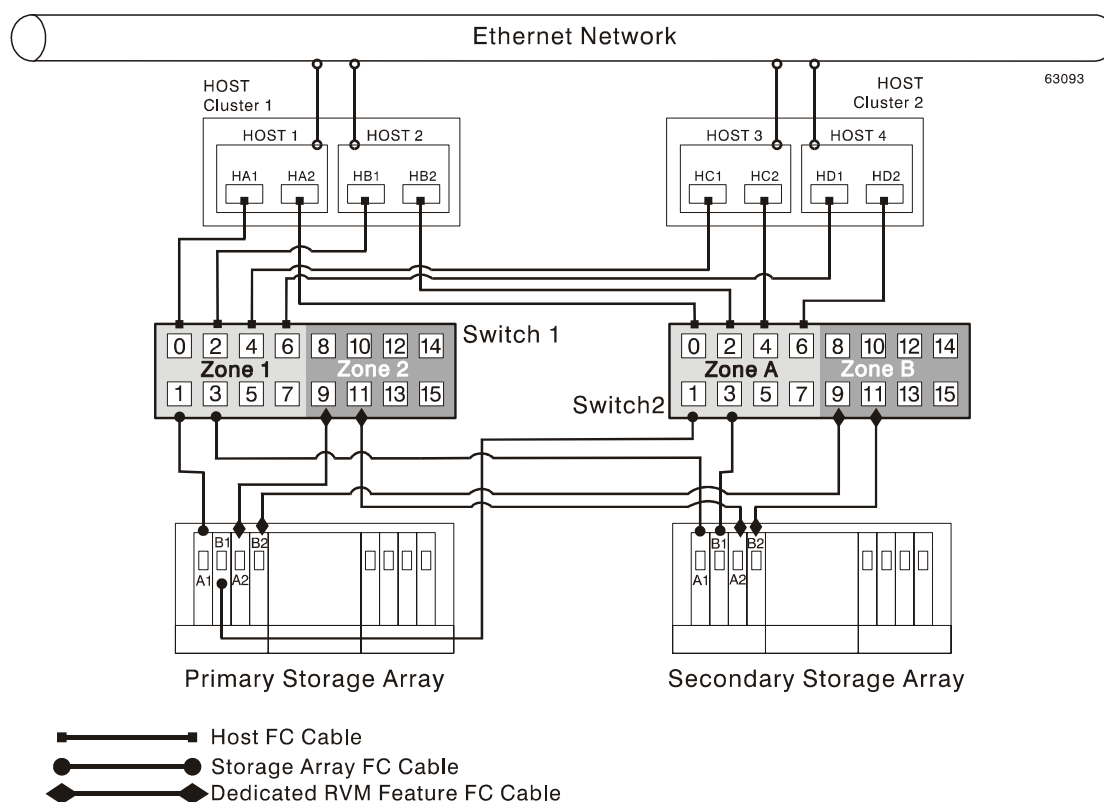 Ethernet Network
63093
HOST
Cluster 1
HOST
Cluster 2
HOST 1
HOST 2
HOST 3
HOST 4
HA1
HA2
HB1
HB2
HC1
HC2
HD1
HD2
0 2 4 6 8 10 12 14
Zone 1
Zone 2
1 3 5 7 9 11 13 15
Switch 1
0 2 4 6 8 10 12 14
Zone A
Zone B
1 3 5 7 9 11 13 15
Switch2
B1
B2
A1
A2
Primary Storage Array
B1
B2
A1
A2
Secondary Storage Array
Host FC Cable
Storage Array FC Cable
Dedicated RVM Feature FC Cable